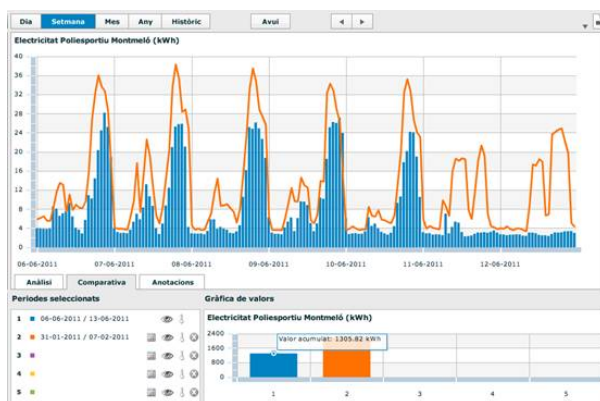 Dia Setmana Mes Any Històric Avui
Electricitat Poliesportiu Montmeló (kWh)
40
36
32
28
24
20
16
12
8
4
0
06-06-2011 07-06-2011 08-06-2011 09-06-2011 10-06-2011 11-06-2011 12-06-2011
Anàlisi Comparativa Anotacions
Períodes seleccionats
1 06-06-2011 / 13-06-2011
2 31-01-2011 / 07-02-2011
3
4
5
Gràfica de valors
Electricitat Poliesportiu Montmeló (kWh)
2400
1600
800
0
Valor acumulat: 1305.82 kWh
1 2 3 4 5